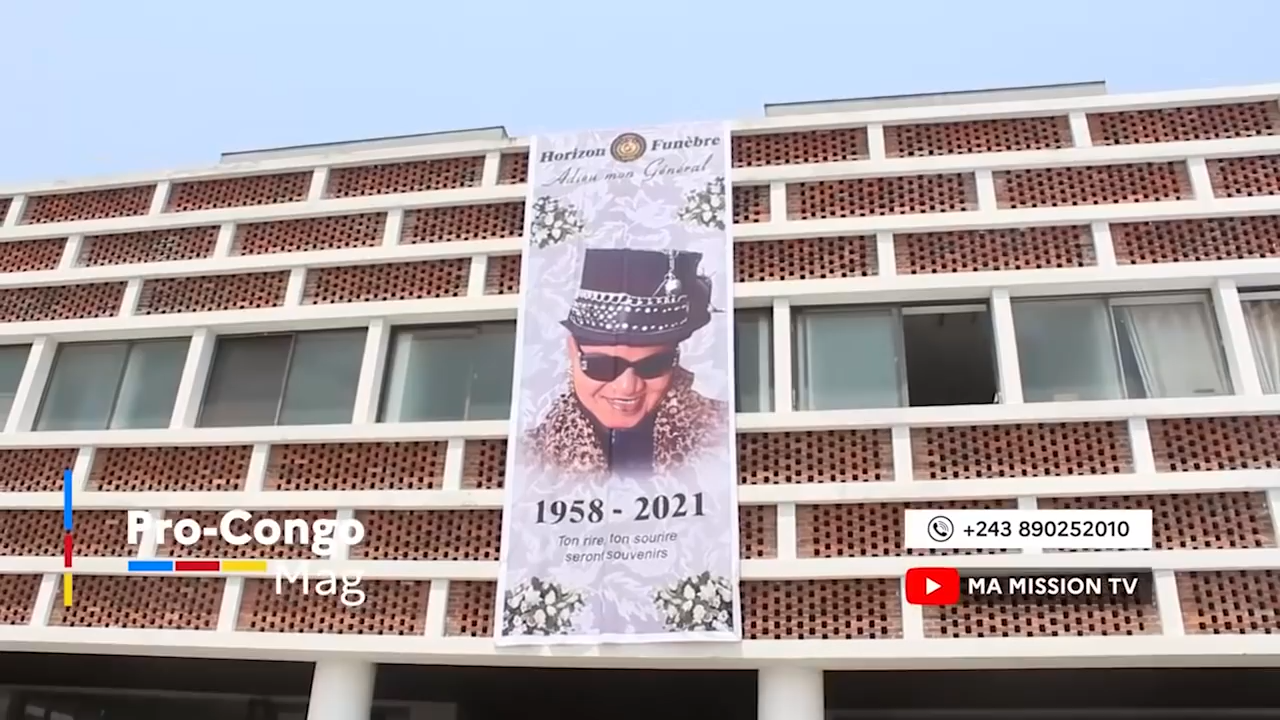 Horizon Funèbre
Adieu mon Général
1958 - 2021
Ton rire, ton sourire
seront souvenirs
Pro-Congo
Mag
+243 890252010
MA MISSION TV